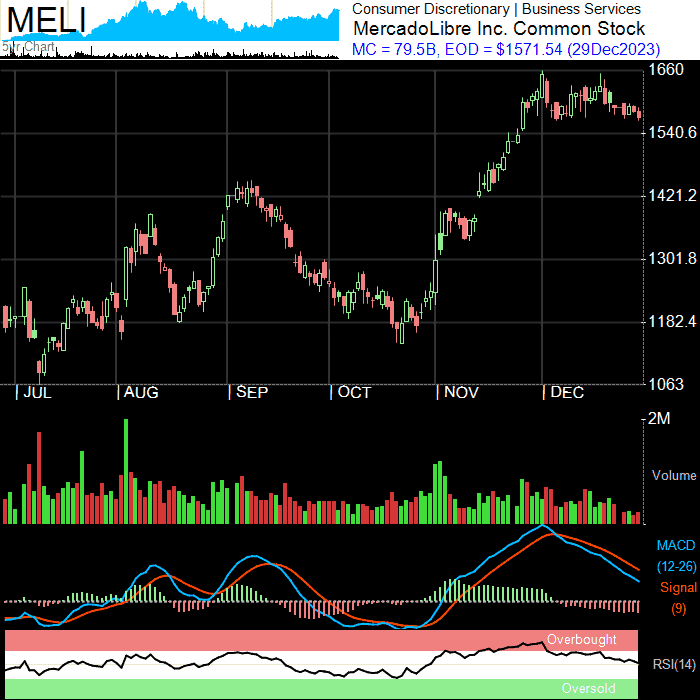 MELI
5yr Chart
Consumer Discretionary | Business Services
MercadoLibre Inc. Common Stock
MC = 79.5B, EOD = $1571.54 (29Dec2023)
1660
1540.6
1421.2
1301.8
1182.4
1063
| JUL | AUG | SEP | OCT | NOV | DEC
2M
Volume
MACD
(12-26)
Signal
(9)
Overbought
RSI(14)
Oversold